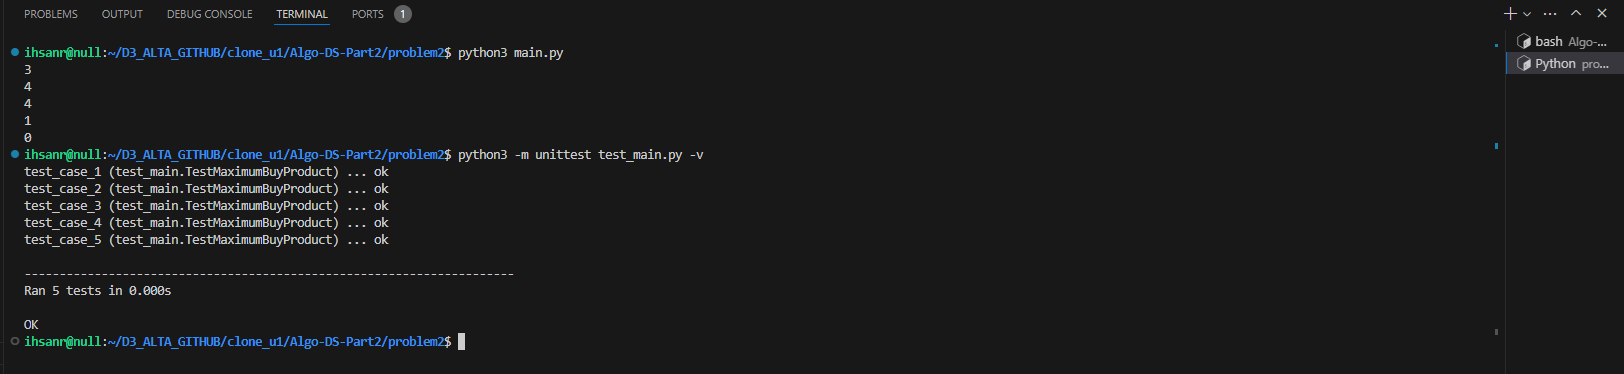 PROBLEMS OUTPUT DEBUG CONSOLE TERMINAL PORTS 1
ihsanr@null:~/D3_ALTA_GITHUB/clone_u1/Algo-DS-Part2/problem2$ python3 main.py
3
4
4
1
0
ihsanr@null:~/D3_ALTA_GITHUB/clone_u1/Algo-DS-Part2/problem2$ python3 -m unittest test_main.py -v
test_case_1 (test_main.TestMaximumBuyProduct) ... ok
test_case_2 (test_main.TestMaximumBuyProduct) ... ok
test_case_3 (test_main.TestMaximumBuyProduct) ... ok
test_case_4 (test_main.TestMaximumBuyProduct) ... ok
test_case_5 (test_main.TestMaximumBuyProduct) ... ok
----------------------------------------------------------------------
Ran 5 tests in 0.000s
OK
ihsanr@null:~/D3_ALTA_GITHUB/clone_u1/Algo-DS-Part2/problem2$
bash Algo-...
Python pro...